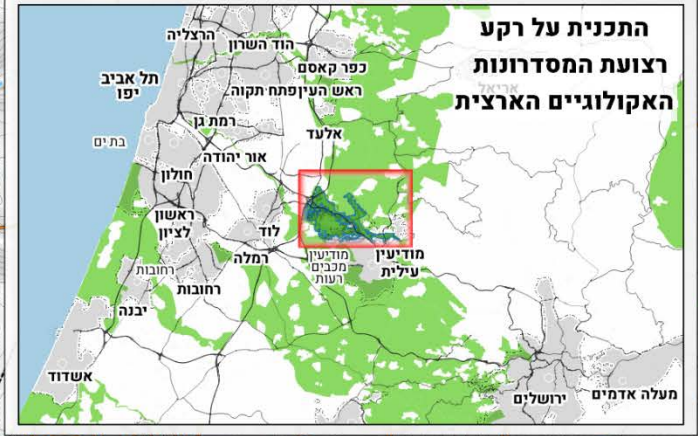 התכנית על רקע
רצועת המסדרונות
האקולוגיים הארצית
אריאל
הרצליה
הוד השרון
כפר קאסם
תל אביב
יפו
ראש העין
פתח תקוה
רמת גן
אלעד
בת ים
אור יהודה
חולון
ראשון
לציון
לוד
רמלה
מודיעין
מכבים
רעות
מודיעין
עילית
רחובות
רחובות
יבנה
אשדוד
ירושלים
מעלה אדמים